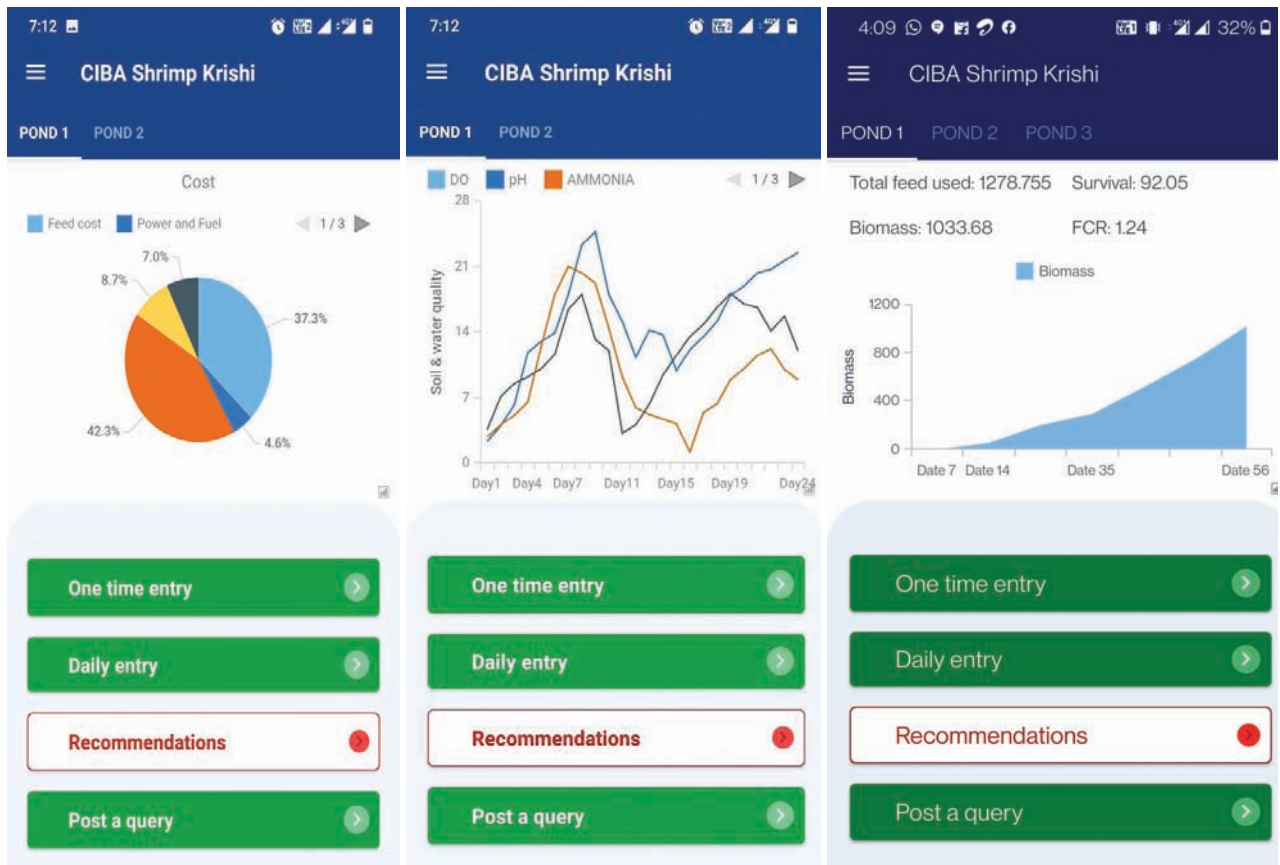 7:12
CIBA Shrimp Krishi
POND 1 POND 2
Cost
Feed cost Power and Fuel 1/3
7.0%
8.7%
37.3%
42.3%
4.6%
One time entry
Daily entry
Recommendations
Post a query
7:12
CIBA Shrimp Krishi
POND 1 POND 2
DO pH AMMONIA 1/3
28
21
14
7
0
Soil & water quality
Day1 Day4 Day7 Day11 Day15 Day19 Day24
One time entry
Daily entry
Recommendations
Post a query
4:09 32%
CIBA Shrimp Krishi
POND 1 POND 2 POND 3
Total feed used: 1278.755 Survival: 92.05
Biomass: 1033.68 FCR: 1.24
Biomass
1200
800
400
0
Biomass
Date 7 Date 14 Date 35 Date 56
One time entry
Daily entry
Recommendations
Post a query